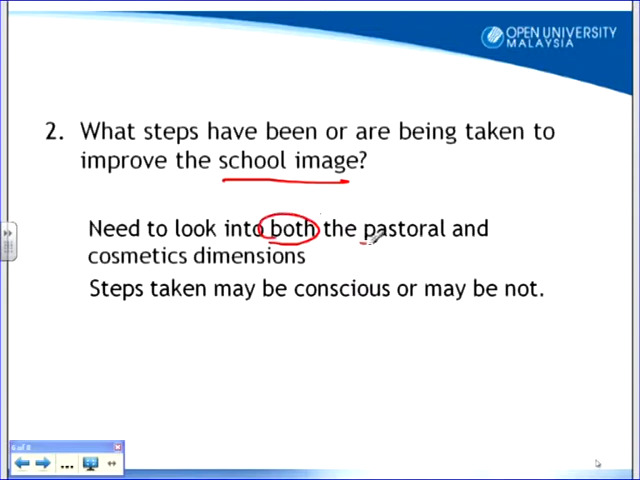 OPEN UNIVERSITY
MALAYSIA
2. What steps have been or are being taken to
improve the school image?
Need to look into both the pastoral and
cosmetics dimensions
Steps taken may be conscious or may be not.